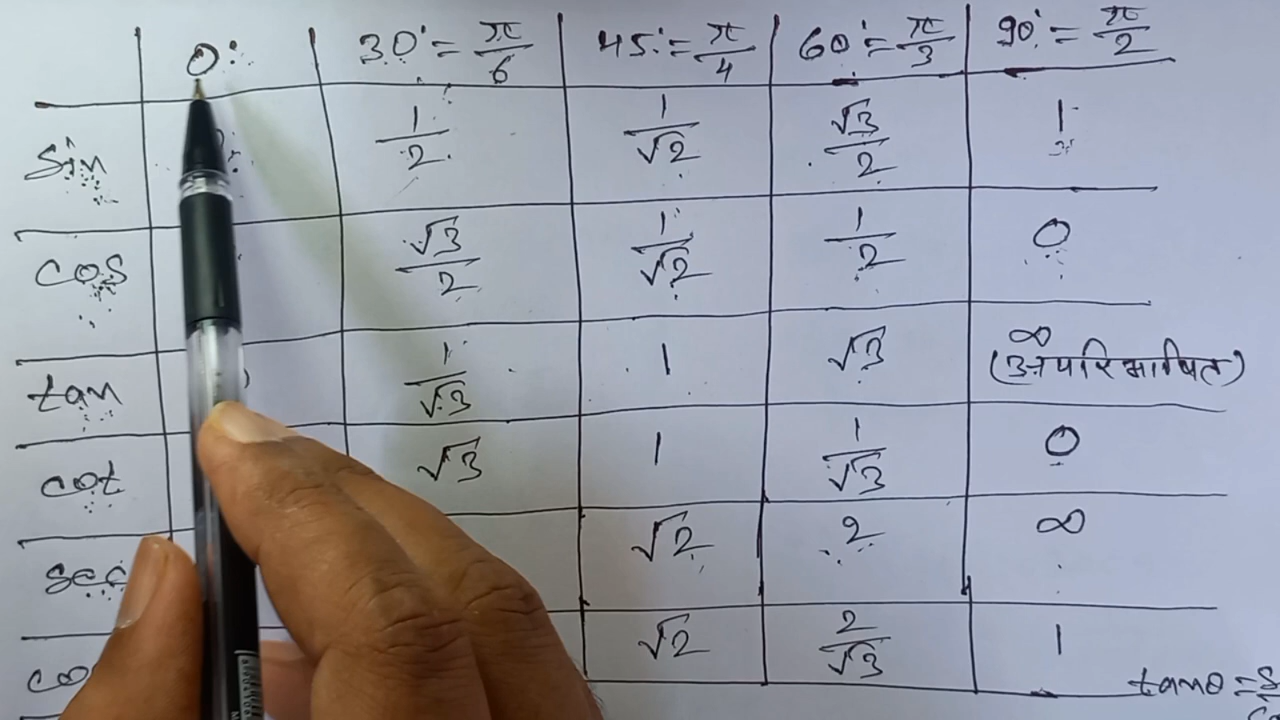 0° 30° = π/6 45° = π/4 60° = π/3 90° = π/2
sin 1/2 1/√2 √3/2 1
cos √3/2 1/√2 1/2 0
tan 1/√3 1 √3 ∞ (अपरिभाषित)
cot √3 1 1/√3 0
sec √2 2 ∞
√2 2/√3 1
tanθ =